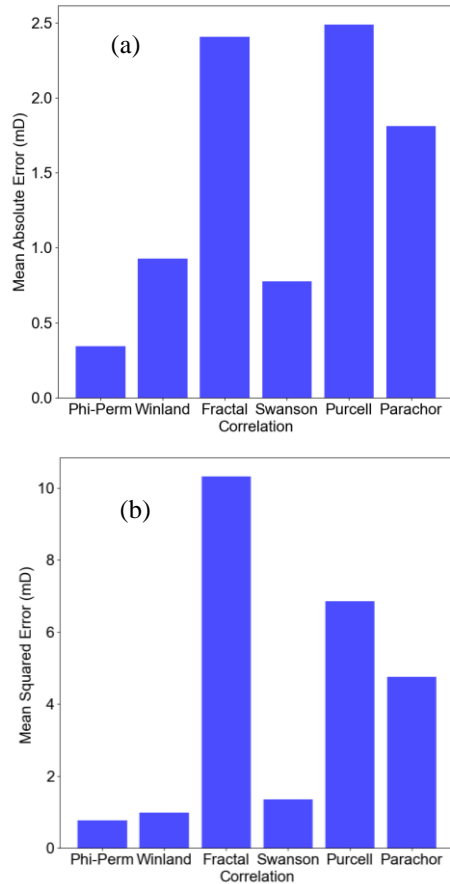 (a)
Mean Absolute Error (mD)
2.5
2.0
1.5
1.0
0.5
0.0
Phi-Perm Winland Fractal Swanson Purcell Parachor
Correlation
(b)
Mean Squared Error (mD)
10
8
6
4
2
0
Phi-Perm Winland Fractal Swanson Purcell Parachor
Correlation